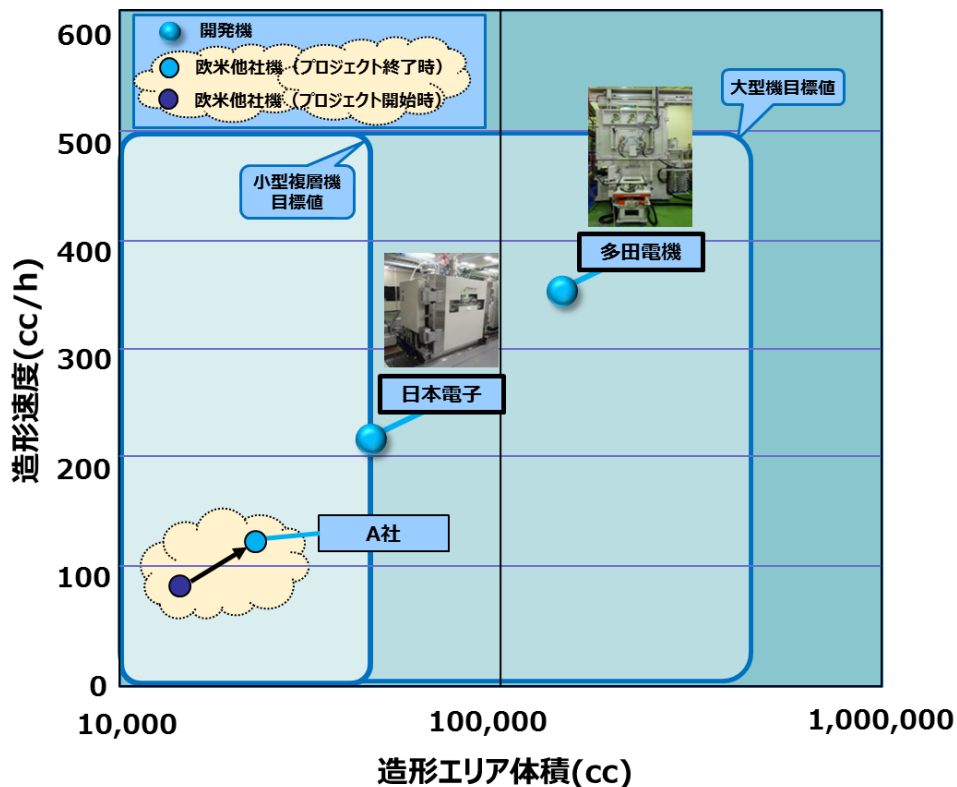 開発機
欧米他社機（プロジェクト終了時）
欧米他社機（プロジェクト開始時）
大型機目標値
小型複層機
目標値
多田電機
日本電子
A社
造形速度(cc/h)
600
500
400
300
200
100
0
10,000
100,000
1,000,000
造形エリア体積(cc)